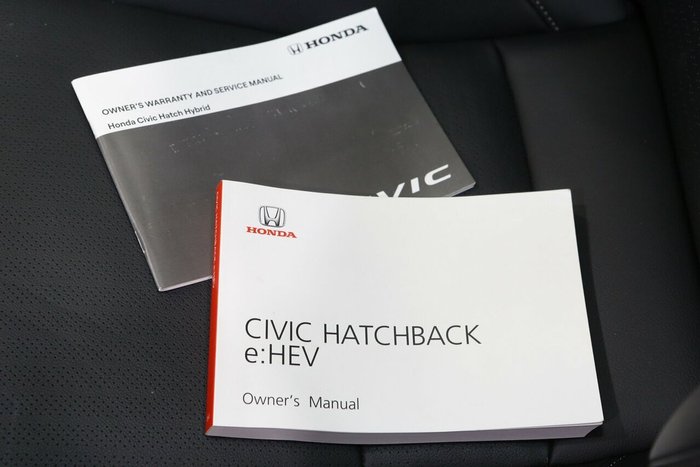 HONDA
OWNER'S WARRANTY AND SERVICE MANUAL
Honda Civic Hatch Hybrid
VIC
HONDA
CIVIC HATCHBACK
e:HEV
Owner's Manual